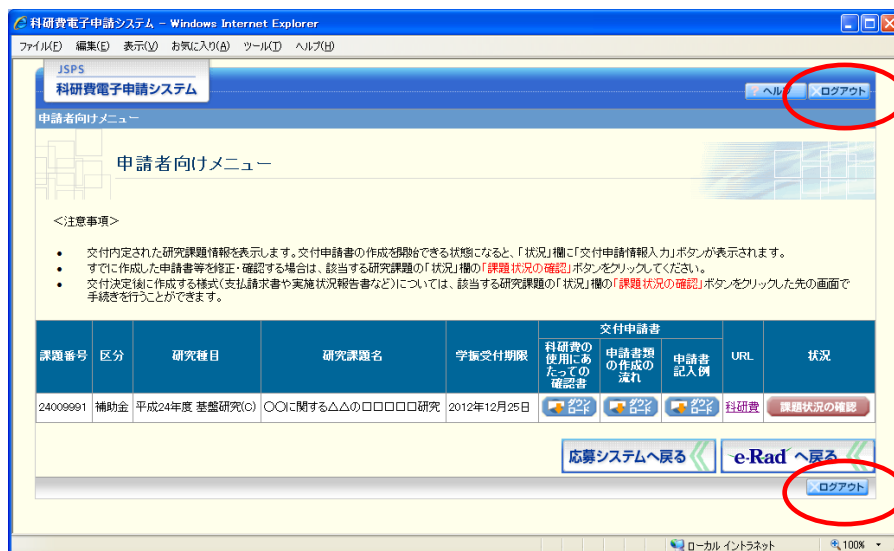 科研費電子申請システム - Windows Internet Explorer
ファイル(F) 編集(E) 表示(V) お気に入り(A) ツール(T) ヘルプ(H)
JSPS
科研費電子申請システム
ヘルプ ログアウト
申請者向けメニュー
申請者向けメニュー
<注意事項>
• 交付内定された研究課題情報を表示します。交付申請書の作成を開始できる状態になると、「状況」欄に「交付申請情報入力」ボタンが表示されます。
• すでに作成した申請書等を修正・確認する場合は、該当する研究課題の「状況」欄の「課題状況の確認」ボタンをクリックしてください。
• 交付決定後に作成する様式(支払請求書や実施状況報告書など)については、該当する研究課題の「状況」欄の「課題状況の確認」ボタンをクリックした先の画面で
手続きを行うことができます。
交付申請書
課題番号 区分 研究種目 研究課題名 学振受付期限 科研費の使用にあたっての確認書 申請書類の作成の流れ 申請書記入例 URL 状況
24009991 補助金 平成24年度 基盤研究(C) 〇〇に関する△△の□□□□□研究 2012年12月25日 ダウンロード ダウンロード ダウンロード 科研費 課題状況の確認
応募システムへ戻る e-Rad へ戻る
ログアウト
ローカル イントラネット 100%